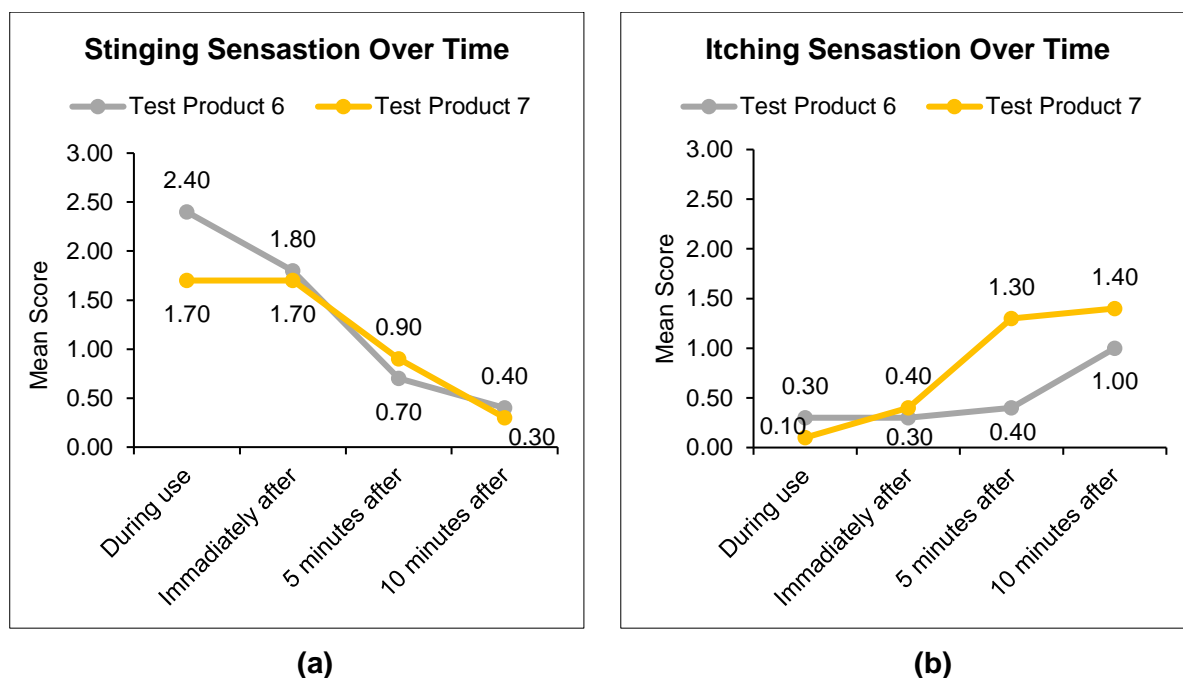 Stinging Sensastion Over Time
Test Product 6
Test Product 7
Mean Score
3.00
2.50
2.00
1.50
1.00
0.50
0.00
2.40
1.80
0.70
0.40
1.70
1.70
0.90
0.30
During use
Immadiately after
5 minutes after
10 minutes after
(a)
Itching Sensastion Over Time
Test Product 6
Test Product 7
Mean Score
3.00
2.50
2.00
1.50
1.00
0.50
0.00
0.30
0.30
0.40
1.00
0.10
0.40
1.30
1.40
During use
Immadiately after
5 minutes after
10 minutes after
(b)